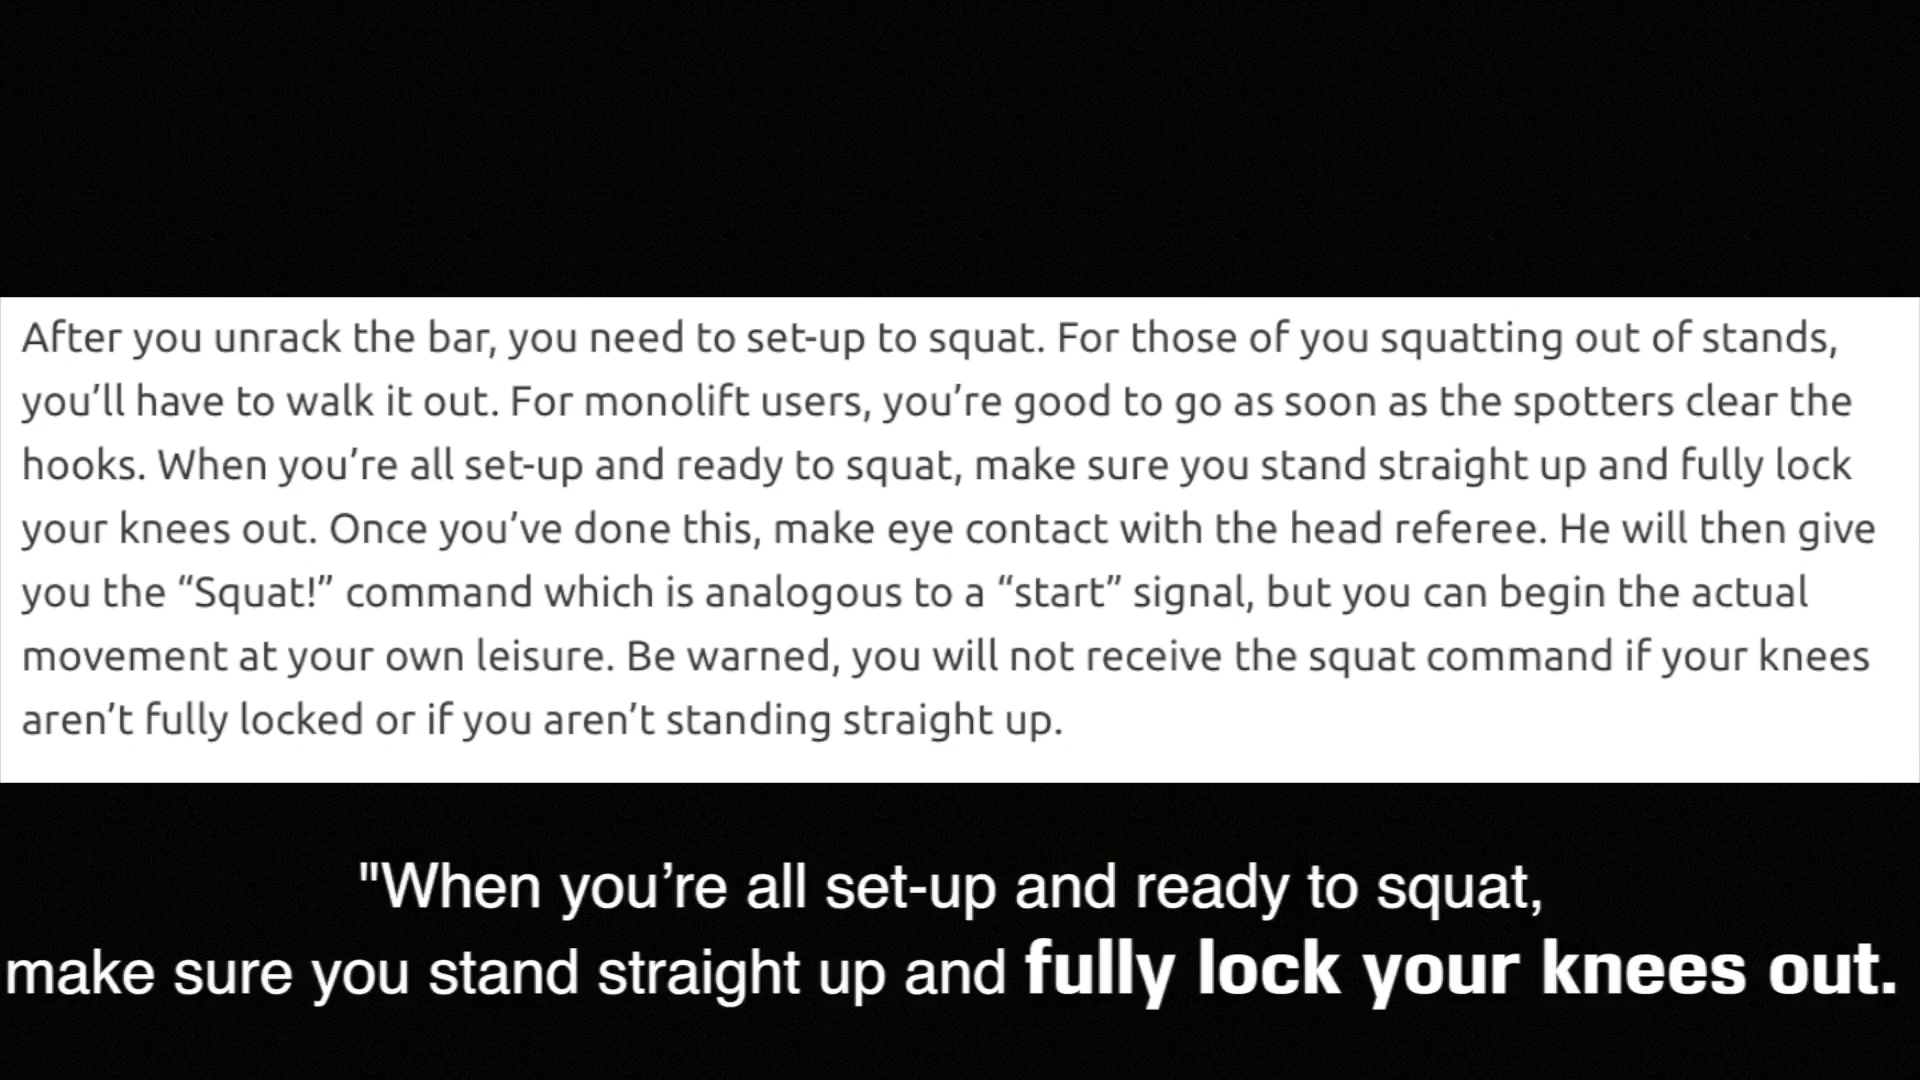 After you unrack the bar, you need to set-up to squat. For those of you squatting out of stands,
you’ll have to walk it out. For monolift users, you’re good to go as soon as the spotters clear the
hooks. When you’re all set-up and ready to squat, make sure you stand straight up and fully lock
your knees out. Once you’ve done this, make eye contact with the head referee. He will then give
you the “Squat!” command which is analogous to a “start” signal, but you can begin the actual
movement at your own leisure. Be warned, you will not receive the squat command if your knees
aren’t fully locked or if you aren’t standing straight up.
"When you’re all set-up and ready to squat,
make sure you stand straight up and fully lock your knees out.